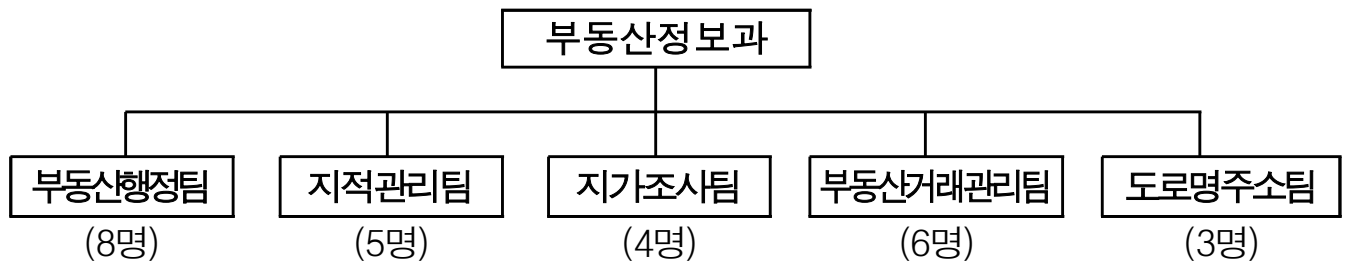 부동산정보과
부동산행정팀 지적관리팀 지가조사팀 부동산거래관리팀 도로명주소팀
(8명) (5명) (4명) (6명) (3명)